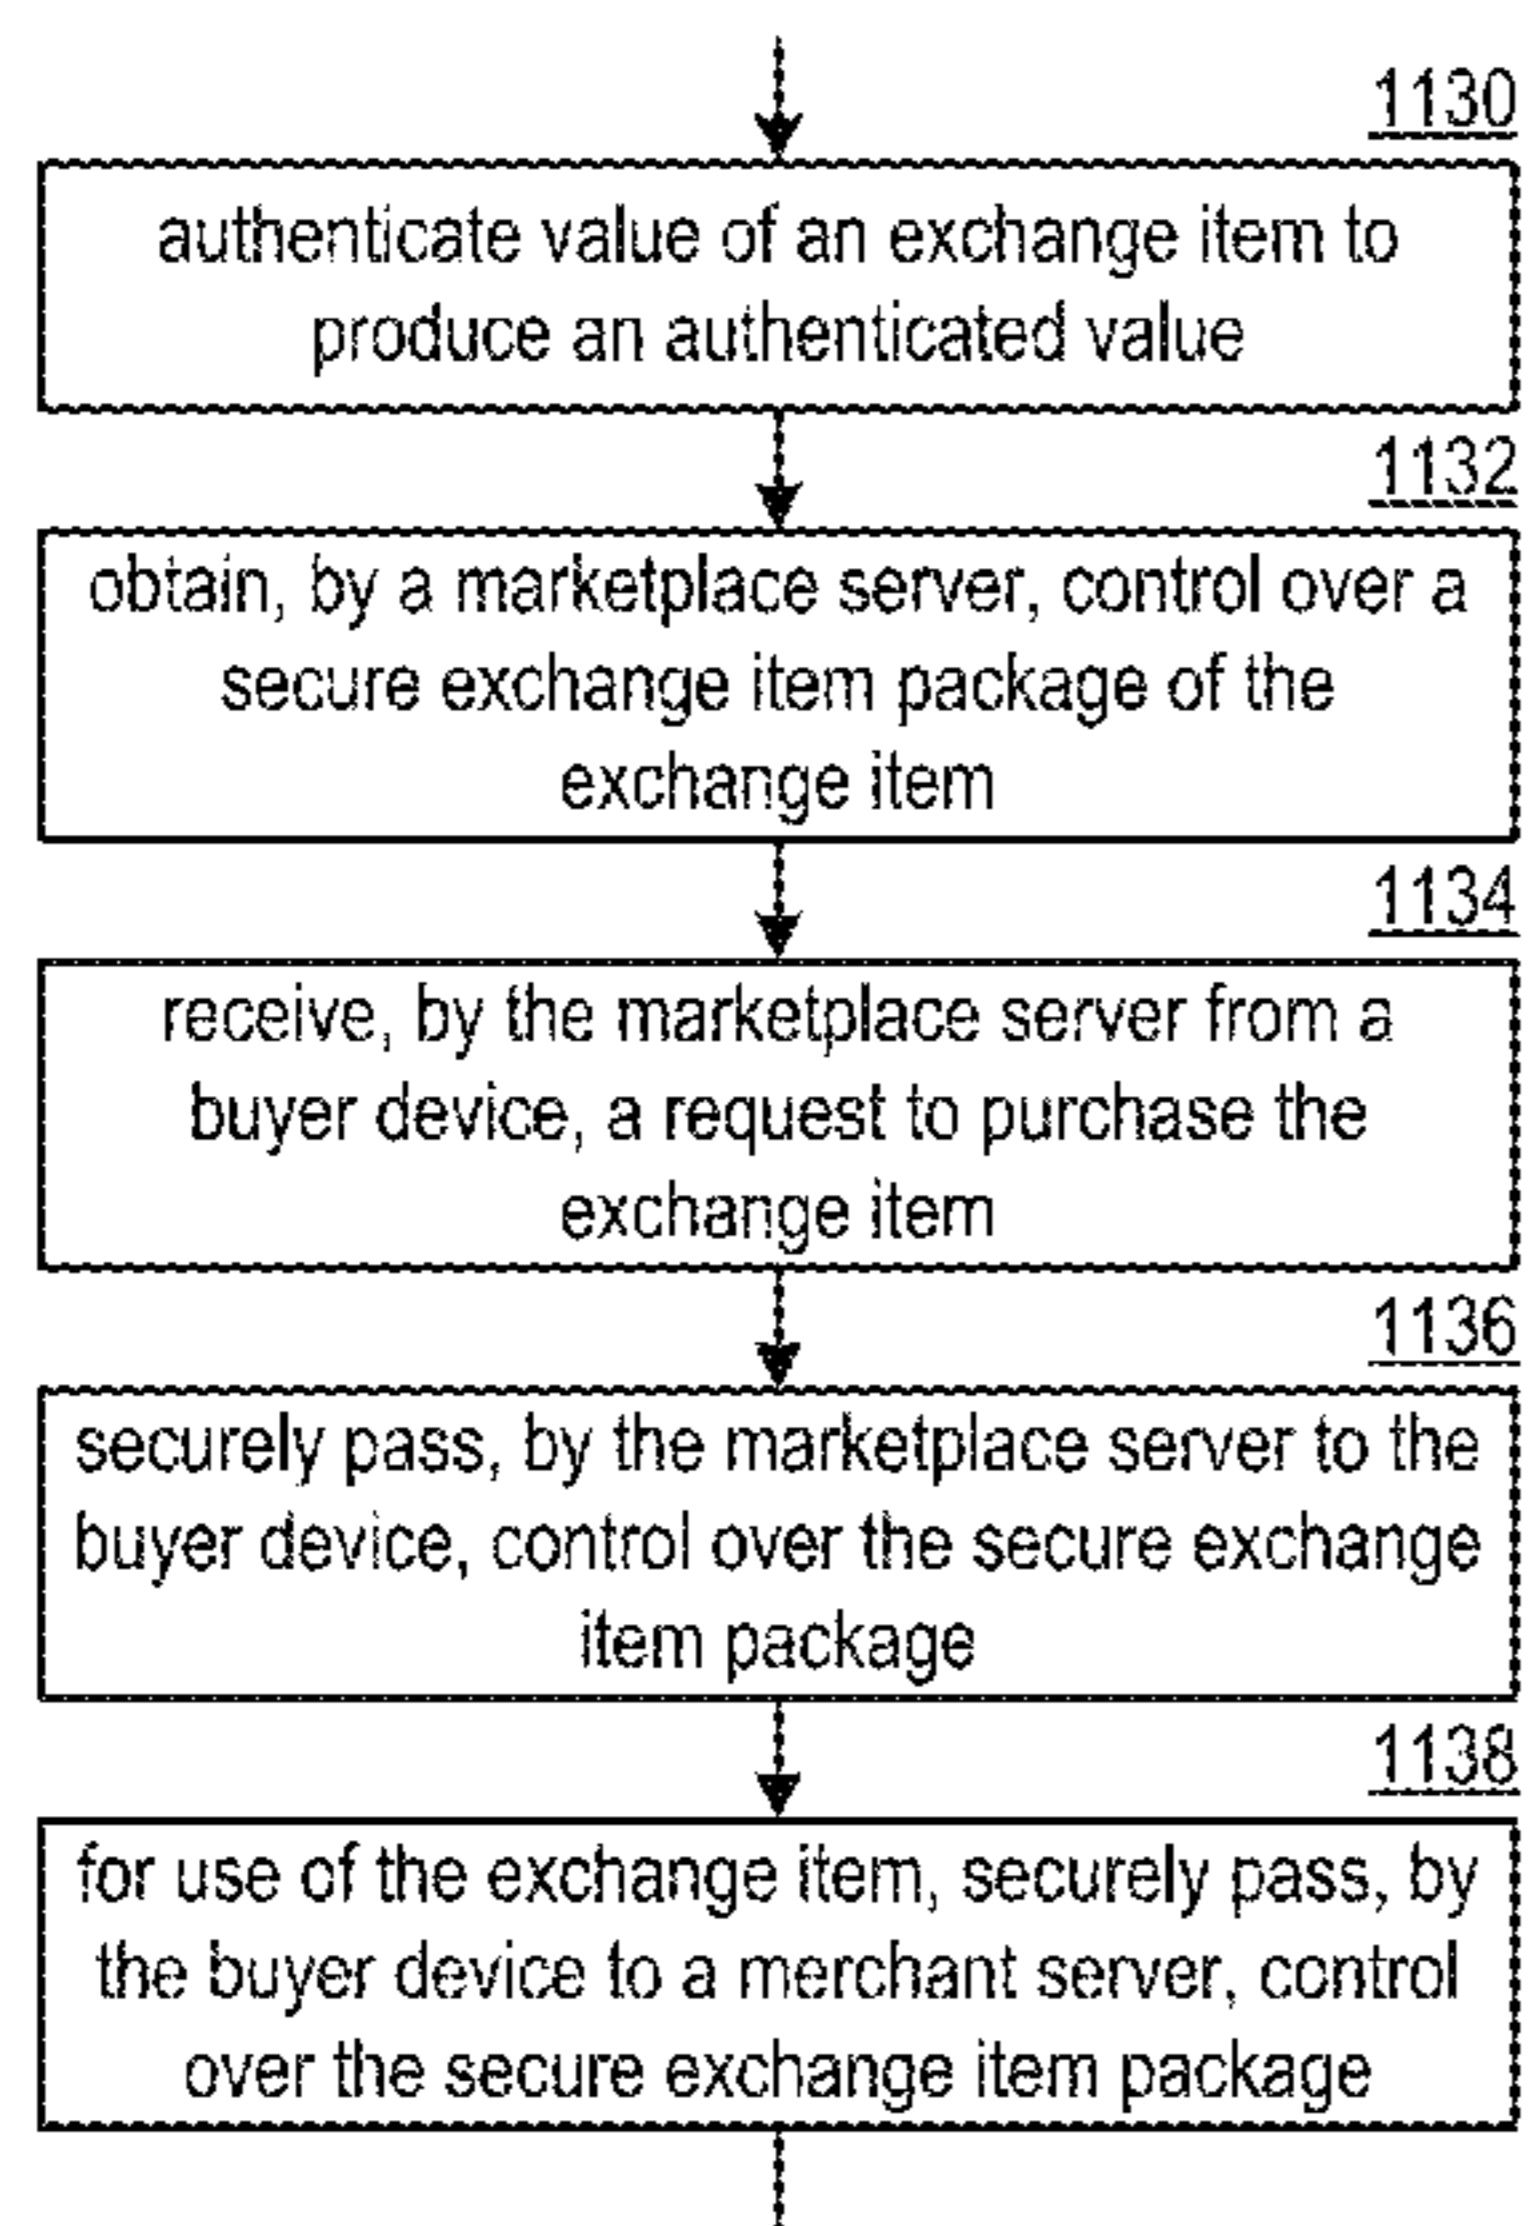 1130
authenticate value of an exchange item to
produce an authenticated value
1132
obtain, by a marketplace server, control over a
secure exchange item package of the
exchange item
1134
receive, by the marketplace server from a
buyer device, a request to purchase the
exchange item
1136
securely pass, by the marketplace server to the
buyer device, control over the secure exchange
item package
1138
for use of the exchange item, securely pass, by
the buyer device to a merchant server, control
over the secure exchange item package